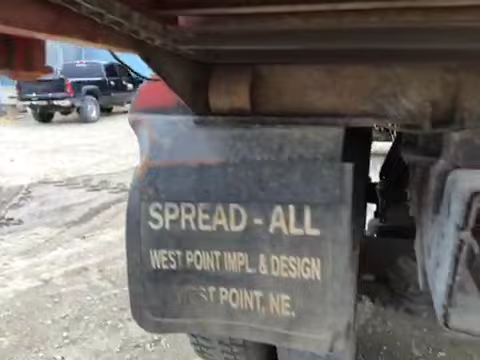 SPREAD-ALL
WEST POINT IMPL. & DESIGN
WEST POINT, NE.